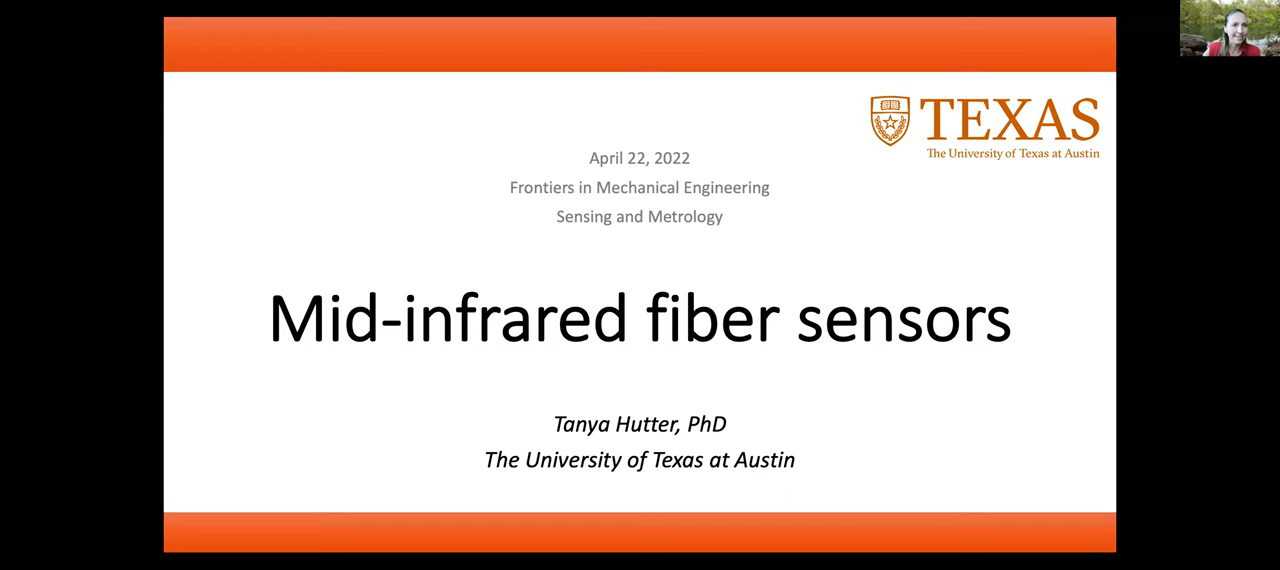 TEXAS
The University of Texas at Austin
April 22, 2022
Frontiers in Mechanical Engineering
Sensing and Metrology
Mid-infrared fiber sensors
Tanya Hutter, PhD
The University of Texas at Austin